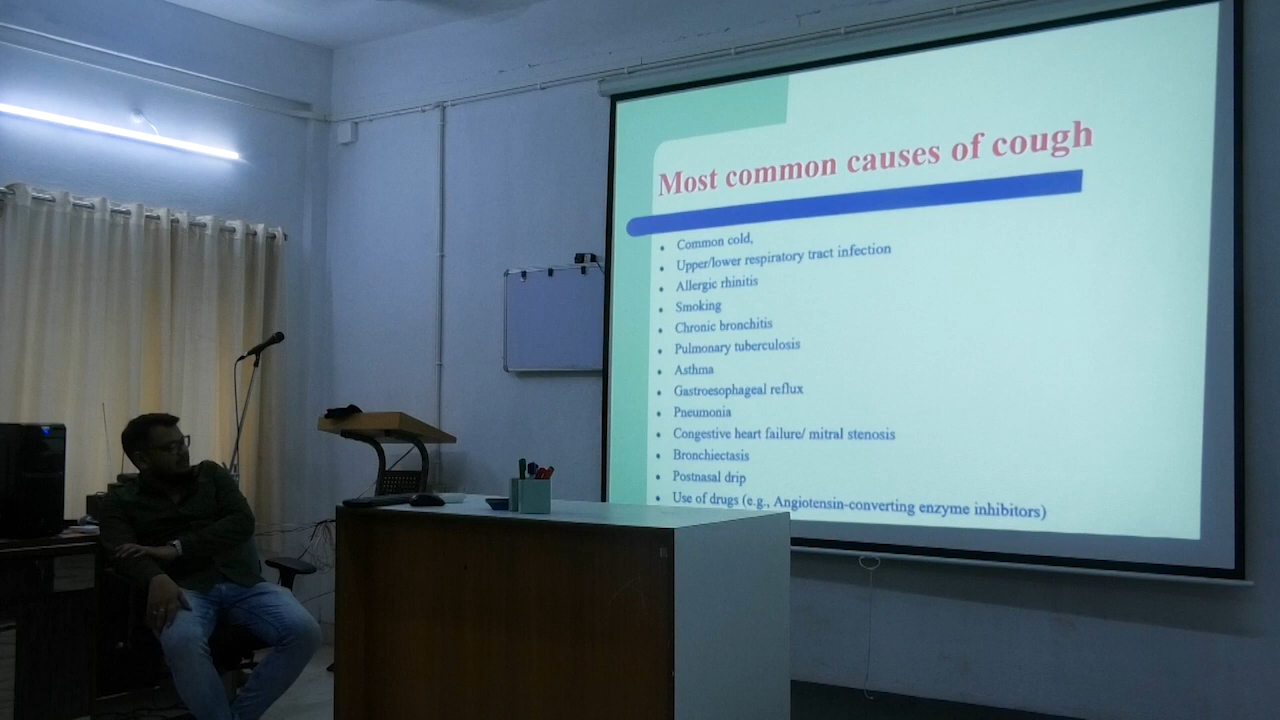 Most common causes of cough
• Common cold,
• Upper/lower respiratory tract infection
• Allergic rhinitis
• Smoking
• Chronic bronchitis
• Pulmonary tuberculosis
• Asthma
• Gastroesophageal reflux
• Pneumonia
• Congestive heart failure/ mitral stenosis
• Bronchiectasis
• Postnasal drip
• Use of drugs (e.g., Angiotensin-converting enzyme inhibitors)